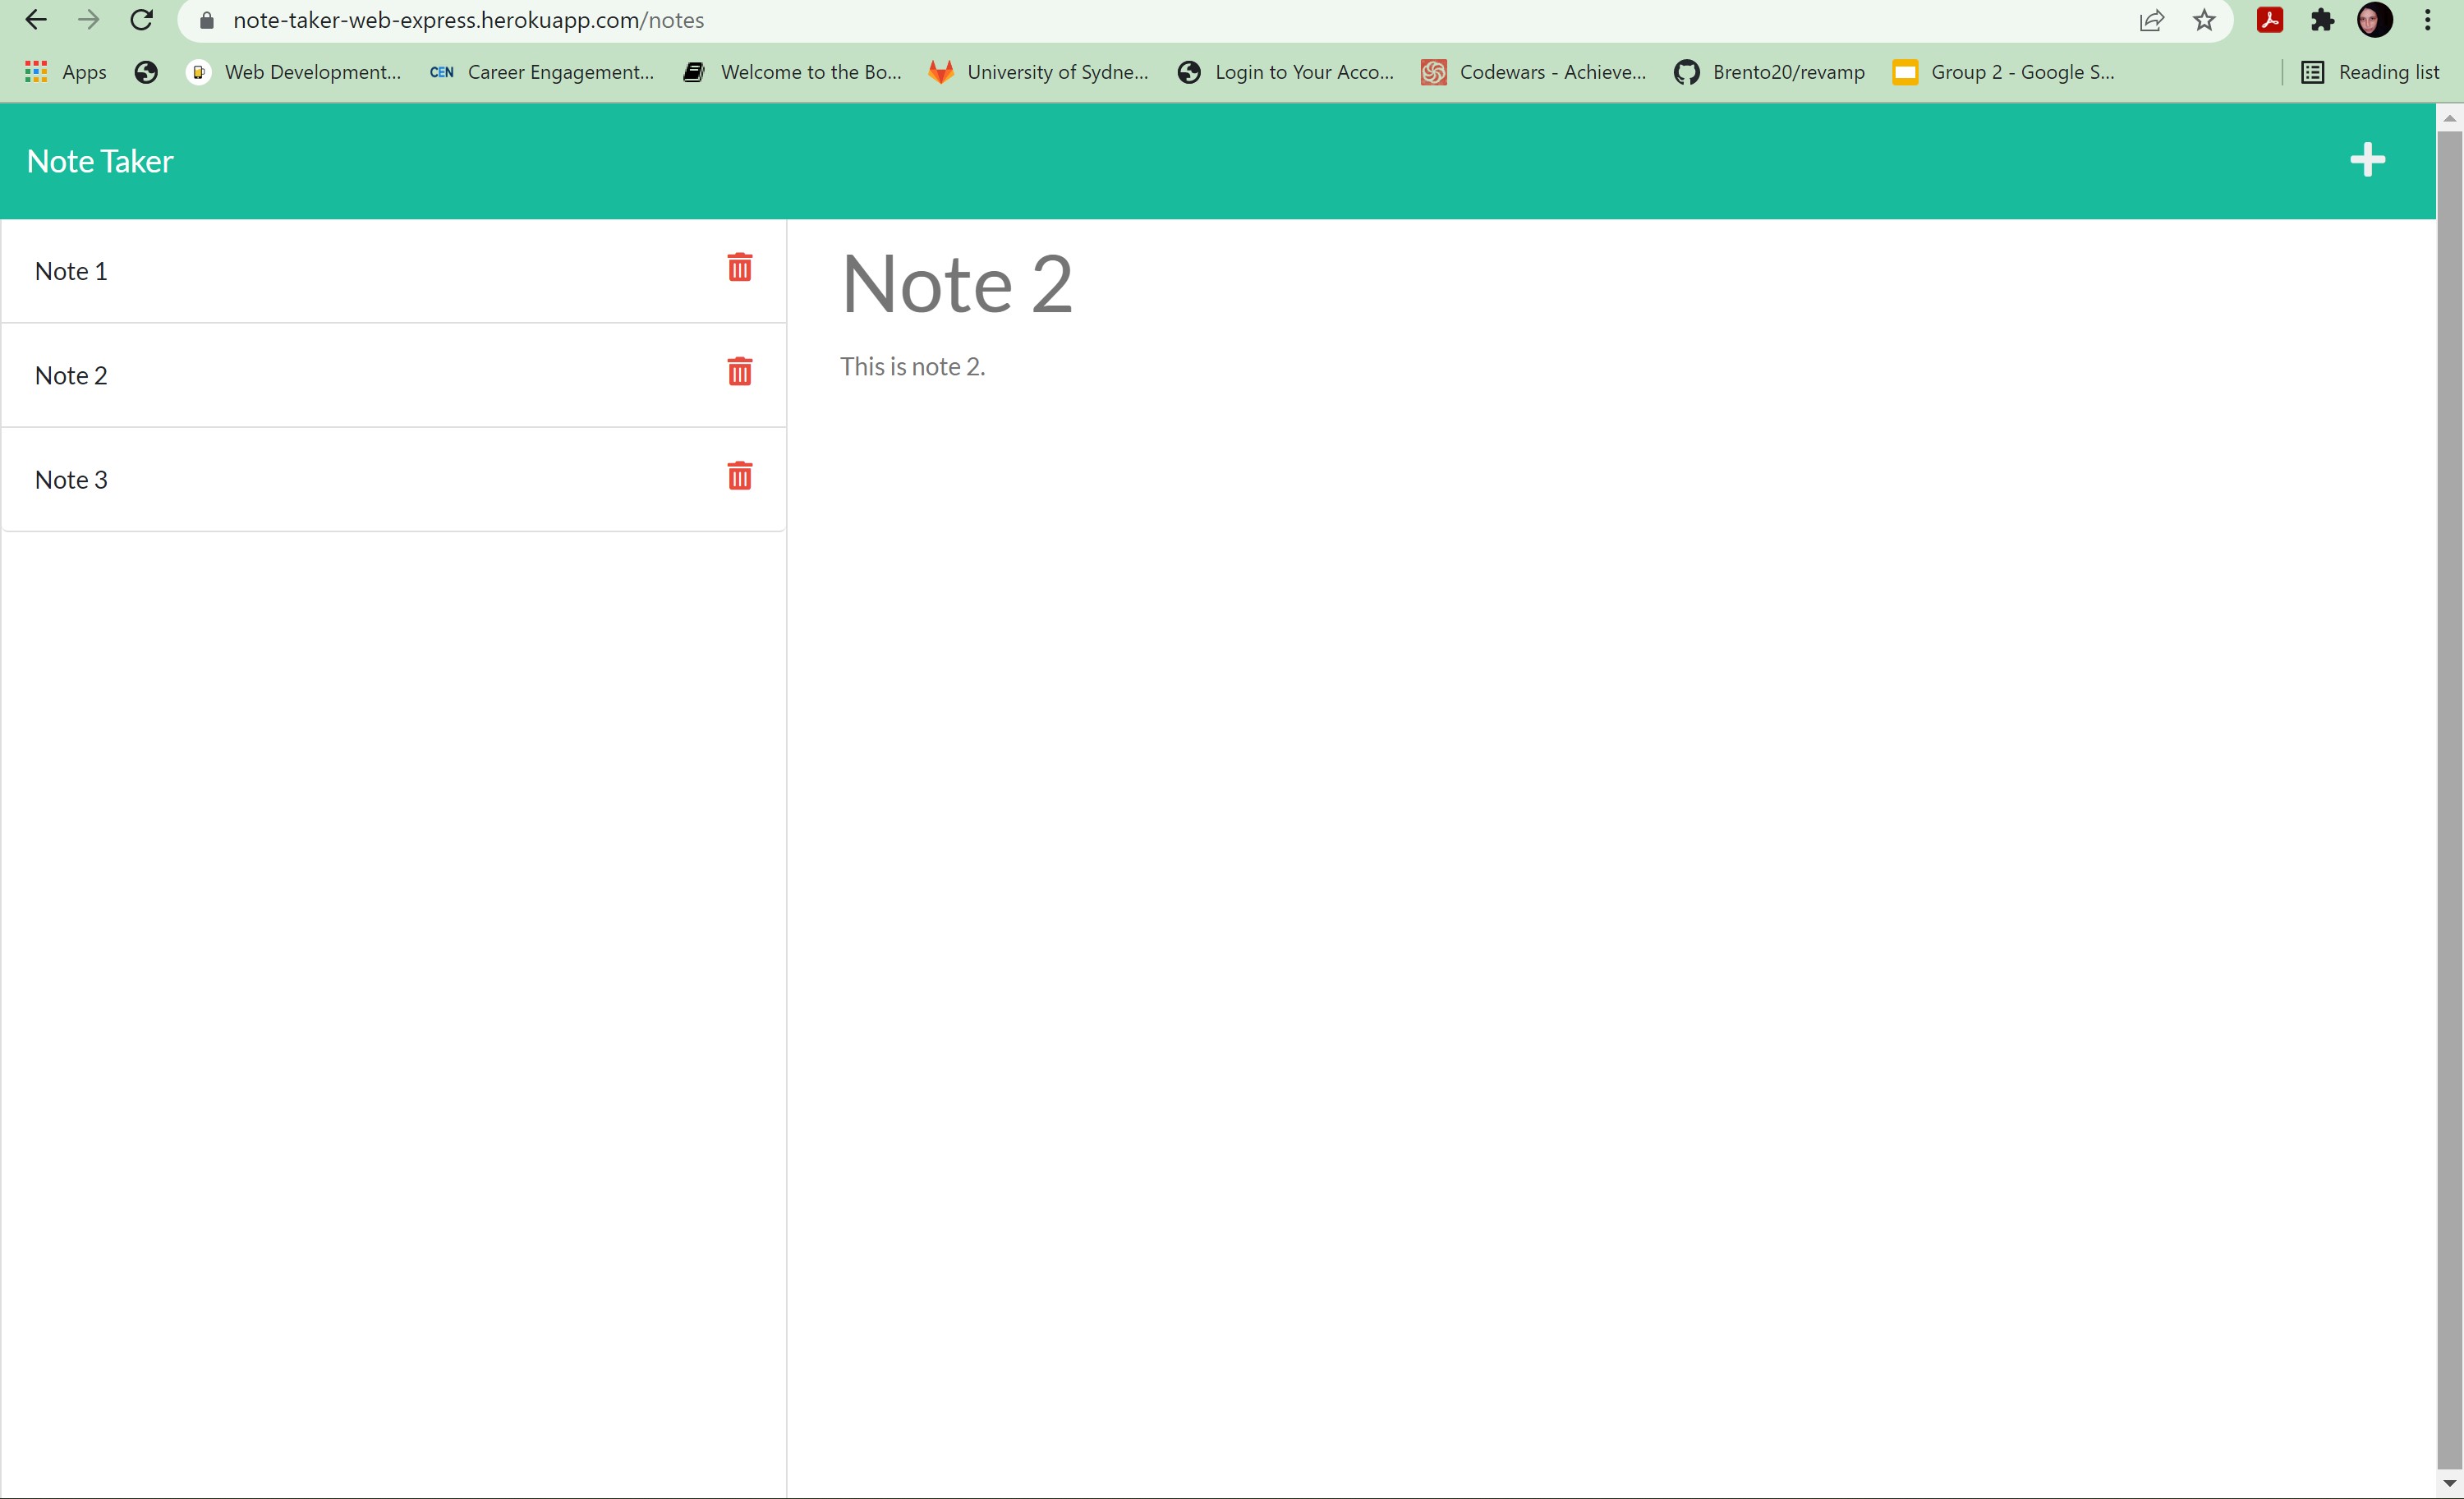 note-taker-web-express.herokuapp.com/notes
Apps Web Development... CEN Career Engagement... Welcome to the Bo... University of Sydne... Login to Your Acco... Codewars - Achieve... Brento20/revamp Group 2 - Google S... Reading list
Note Taker
Note 1
Note 2
Note 3
Note 2
This is note 2.